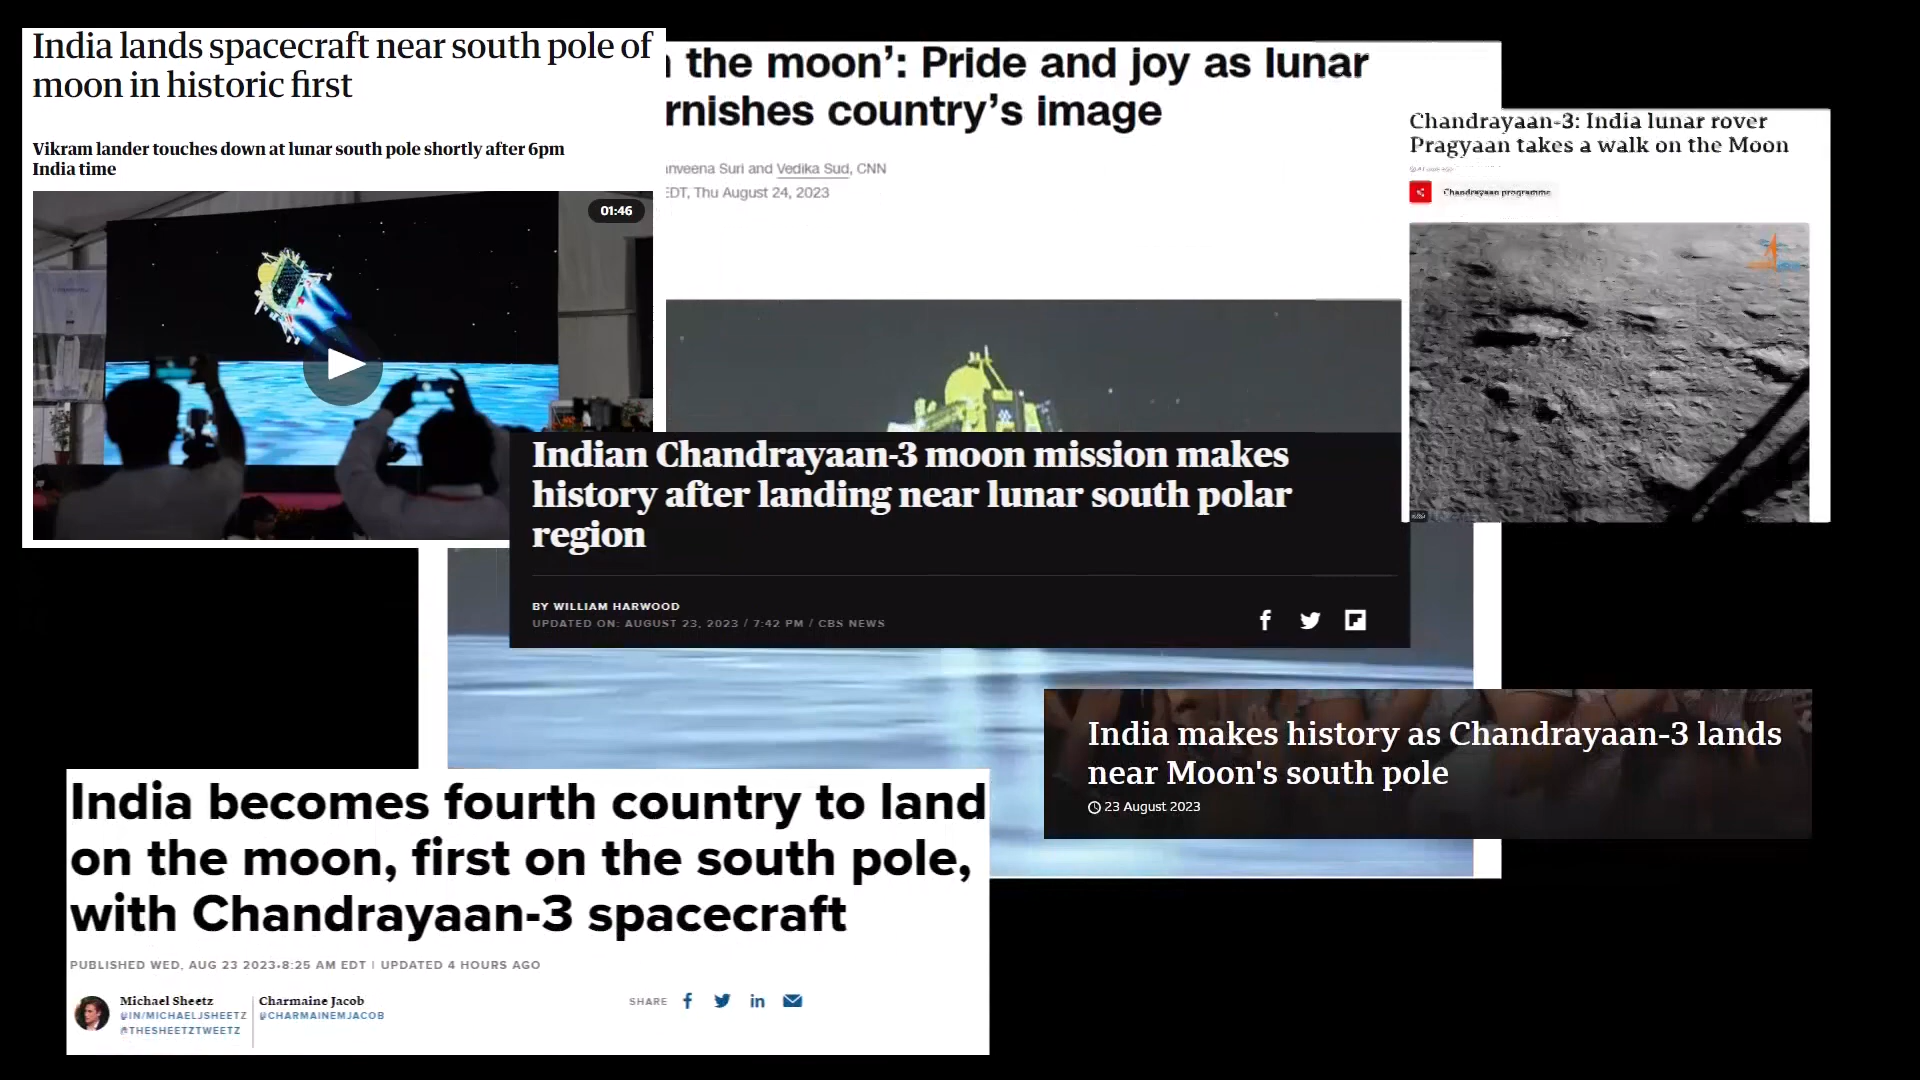 India lands spacecraft near south pole of
moon in historic first
Vikram lander touches down at lunar south pole shortly after 6pm
India time
01:46
the moon’: Pride and joy as lunar
rnishes country’s image
nveena Suri and Vedika Sud, CNN
EDT, Thu August 24, 2023
Chandrayaan-3: India lunar rover
Pragyaan takes a walk on the Moon
Chandrayaan programme
Indian Chandrayaan-3 moon mission makes
history after landing near lunar south polar
region
BY WILLIAM HARWOOD
UPDATED ON: AUGUST 23, 2023 / 7:42 PM / CBS NEWS
India makes history as Chandrayaan-3 lands
near Moon's south pole
23 August 2023
India becomes fourth country to land
on the moon, first on the south pole,
with Chandrayaan-3 spacecraft
PUBLISHED WED, AUG 23 2023•8:25 AM EDT | UPDATED 4 HOURS AGO
Michael Sheetz
@IN/MICHAELJSHEETZ
@THESHEETZTWEETZ
Charmaine Jacob
@CHARMAINEMJACOB
SHARE